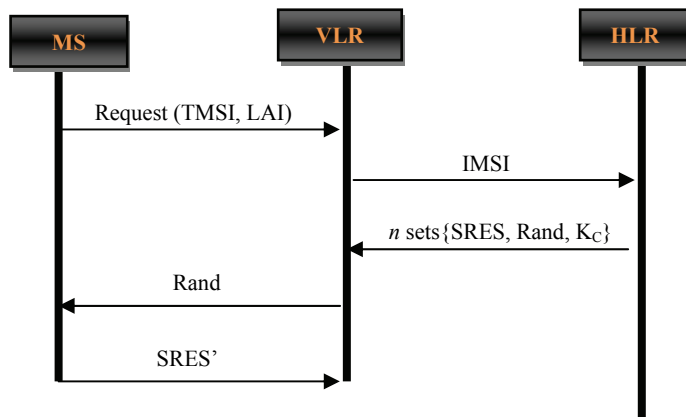 MS
VLR
HLR
Request (TMSI, LAI)
IMSI
n sets{SRES, Rand, KC}
Rand
SRES’